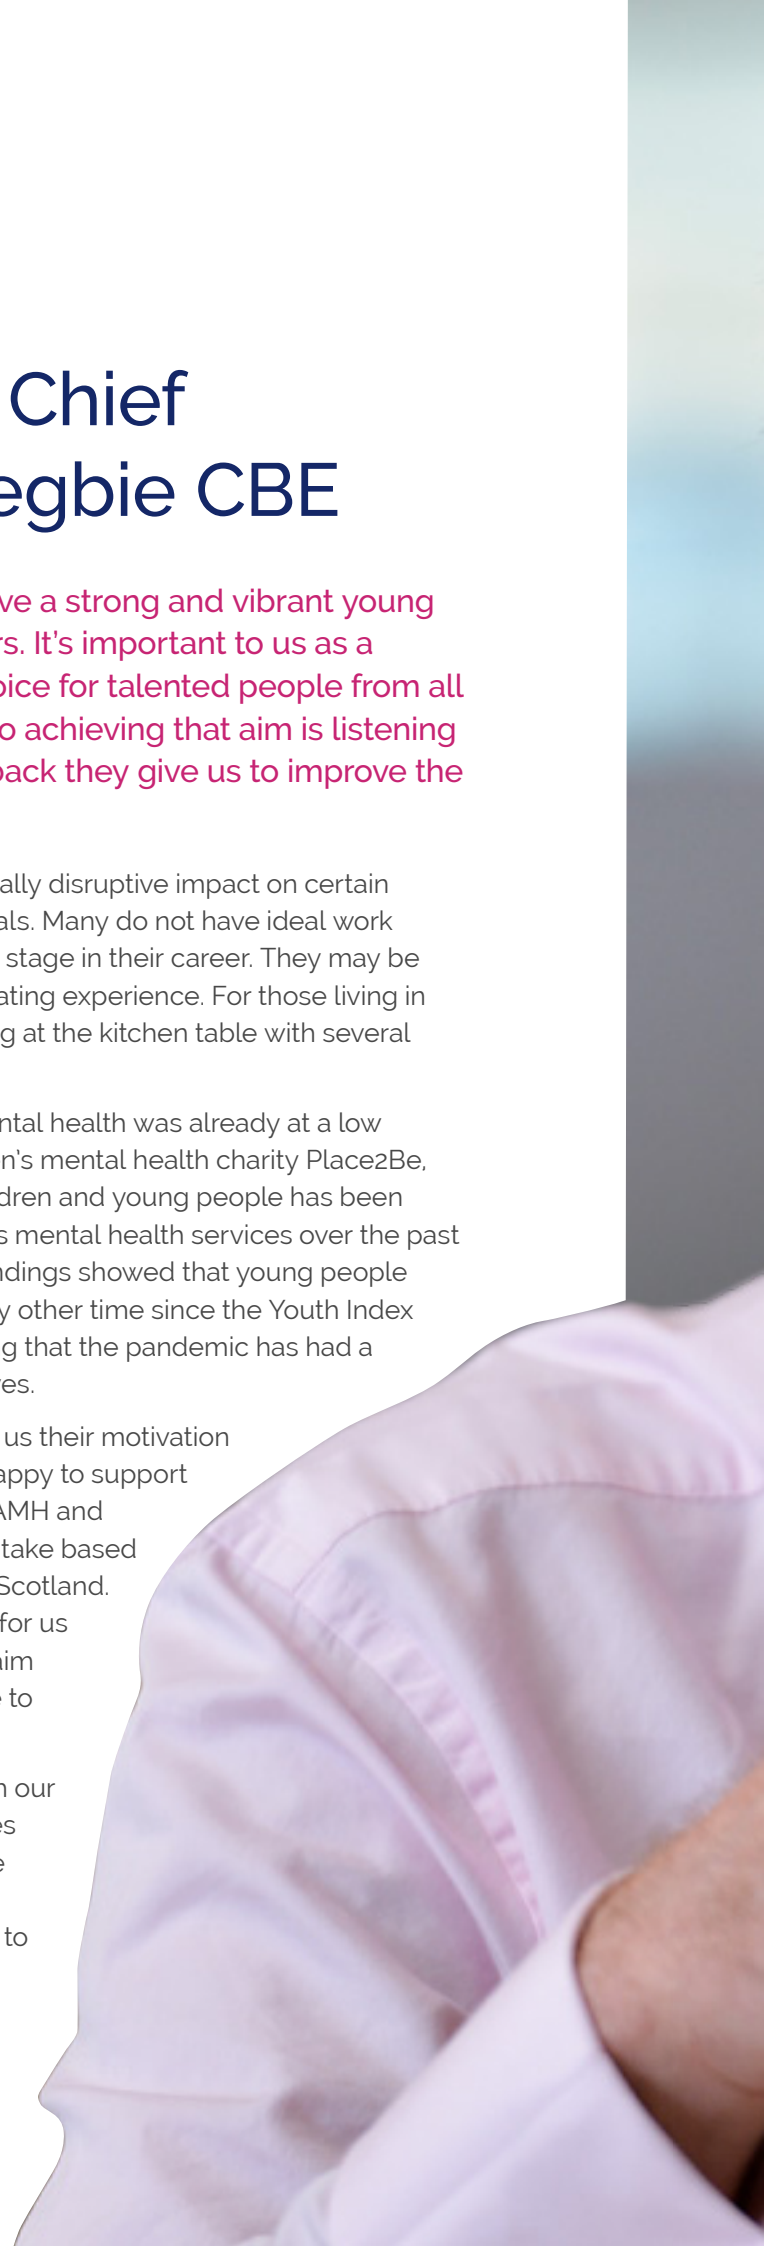 Chief
egbie CBE
ve a strong and vibrant young
rs. It’s important to us as a
oice for talented people from all
o achieving that aim is listening
back they give us to improve the
ally disruptive impact on certain
als. Many do not have ideal work
stage in their career. They may be
ating experience. For those living in
g at the kitchen table with several
ntal health was already at a low
n’s mental health charity Place2Be,
dren and young people has been
s mental health services over the past
ndings showed that young people
y other time since the Youth Index
g that the pandemic has had a
es.
us their motivation
appy to support
AMH and
take based
Scotland.
for us
aim
e to
n our
es
e
to